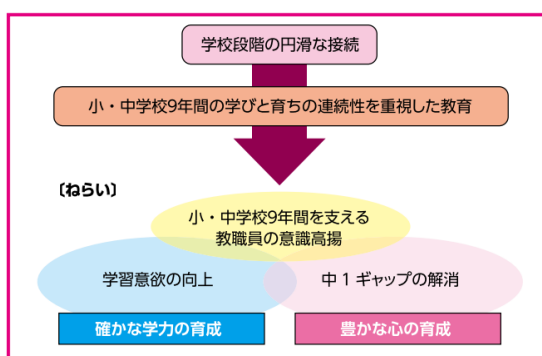 学校段階の円滑な接続
小・中学校9年間の学びと育ちの連続性を重視した教育
〔ねらい〕
小・中学校9年間を支える
教職員の意識高揚
学習意欲の向上
中1ギャップの解消
確かな学力の育成
豊かな心の育成